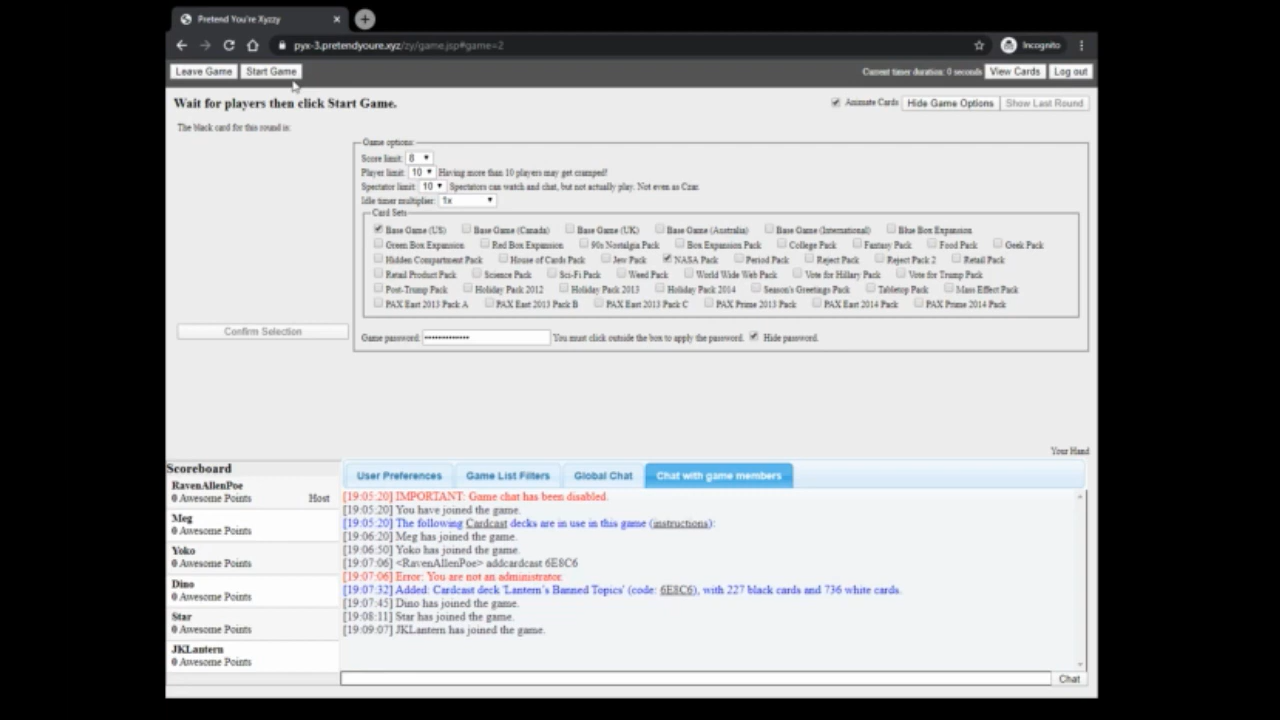 Pretend You're Xyzzy
pyx-3.pretendyoure.xyz/zy/game.jsp#game=2
Incognito
Leave Game Start Game Current timer duration: 0 seconds View Cards Log out
Wait for players then click Start Game. Animate Cards Hide Game Options Show Last Round
The black card for this round is:
Game options:
Score limit: 8
Player limit: 10 Having more than 10 players may get cramped!
Spectator limit: 10 Spectators can watch and chat, but not actually play. Not even as Czar.
Idle timer multiplier: 1x
Card Sets
Base Game (US) Base Game (Canada) Base Game (UK) Base Game (Australia) Base Game (International) Blue Box Expansion
Green Box Expansion Red Box Expansion 90s Nostalgia Pack Box Expansion Pack College Pack Fantasy Pack Food Pack Geek Pack
Hidden Compartment Pack House of Cards Pack Jew Pack NASA Pack Period Pack Reject Pack Reject Pack 2 Retail Pack
Retail Product Pack Science Pack Sci-Fi Pack Weed Pack World Wide Web Pack Vote for Hillary Pack Vote for Trump Pack
Post-Trump Pack Holiday Pack 2012 Holiday Pack 2013 Holiday Pack 2014 Season's Greetings Pack Tabletop Pack Mass Effect Pack
PAX East 2013 Pack A PAX East 2013 Pack B PAX East 2013 Pack C PAX Prime 2013 Pack PAX East 2014 Pack PAX Prime 2014 Pack
Confirm Selection
Game password: •••••••••••••• You must click outside the box to apply the password. Hide password.
Your Hand
Scoreboard
RavenAllenPoe
0 Awesome Points Host
Meg
0 Awesome Points
Yoko
0 Awesome Points
Dino
0 Awesome Points
Star
0 Awesome Points
JKLantern
0 Awesome Points
User Preferences Game List Filters Global Chat Chat with game members
[19:05:20] IMPORTANT: Game chat has been disabled.
[19:05:20] You have joined the game.
[19:05:20] The following Cardcast decks are in use in this game (instructions):
[19:06:20] Meg has joined the game.
[19:06:50] Yoko has joined the game.
[19:07:06] <RavenAllenPoe> addcardcast 6E8C6
[19:07:06] Error: You are not an administrator.
[19:07:32] Added: Cardcast deck 'Lantern's Banned Topics' (code: 6E8C6), with 227 black cards and 736 white cards.
[19:07:45] Dino has joined the game.
[19:08:11] Star has joined the game.
[19:09:07] JKLantern has joined the game.
Chat